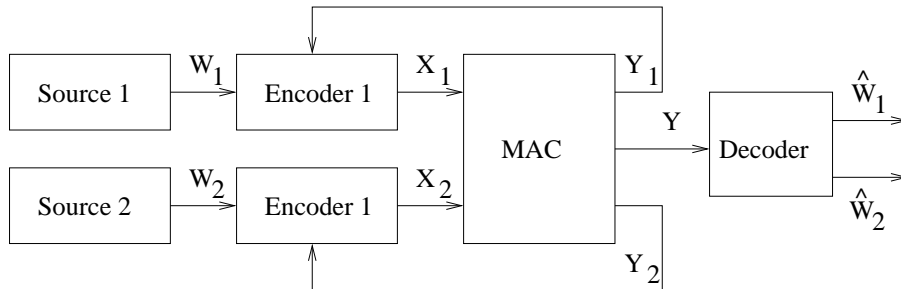 W1 X1 Y1 Ŵ1
Source 1 Encoder 1 Y
MAC Decoder
W2 X2 Ŵ2
Source 2 Encoder 1
Y2